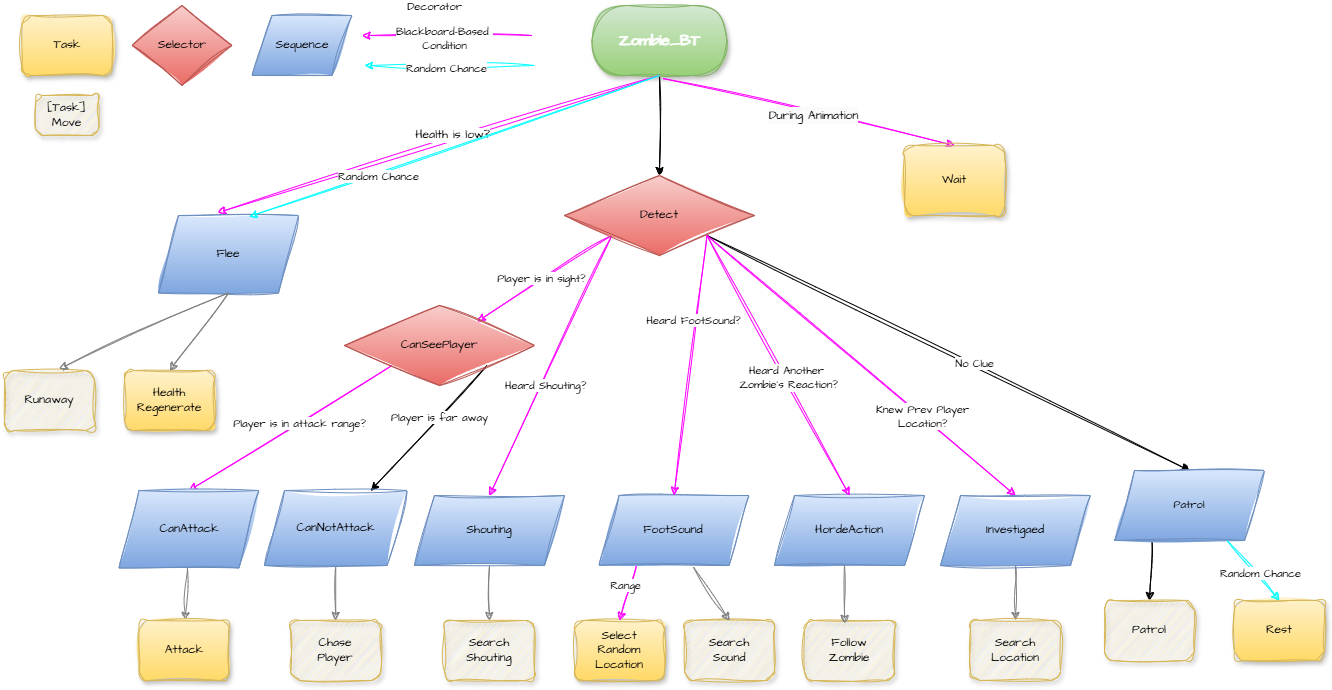 Task
Selector
Sequence
Decorator
Blackboard-Based
Condition
Random Chance
[Task]
Move
Zombie_BT
Health is low?
Random Chance
During Animation
Wait
Detect
Flee
Player is in sight?
CanSeePlayer
Heard FootSound?
Heard Shouting?
Heard Another
Zombie's Reaction?
No Clue
Knew Prev Player
Location?
Runaway
Health
Regenerate
Player is in attack range?
Player is far away
CanAttack
CanNotAttack
Shouting
FootSound
HordeAction
Investigaed
Patrol
Range
Random Chance
Attack
Chase
Player
Search
Shouting
Select
Random
Location
Search
Sound
Follow
Zombie
Search
Location
Patrol
Rest